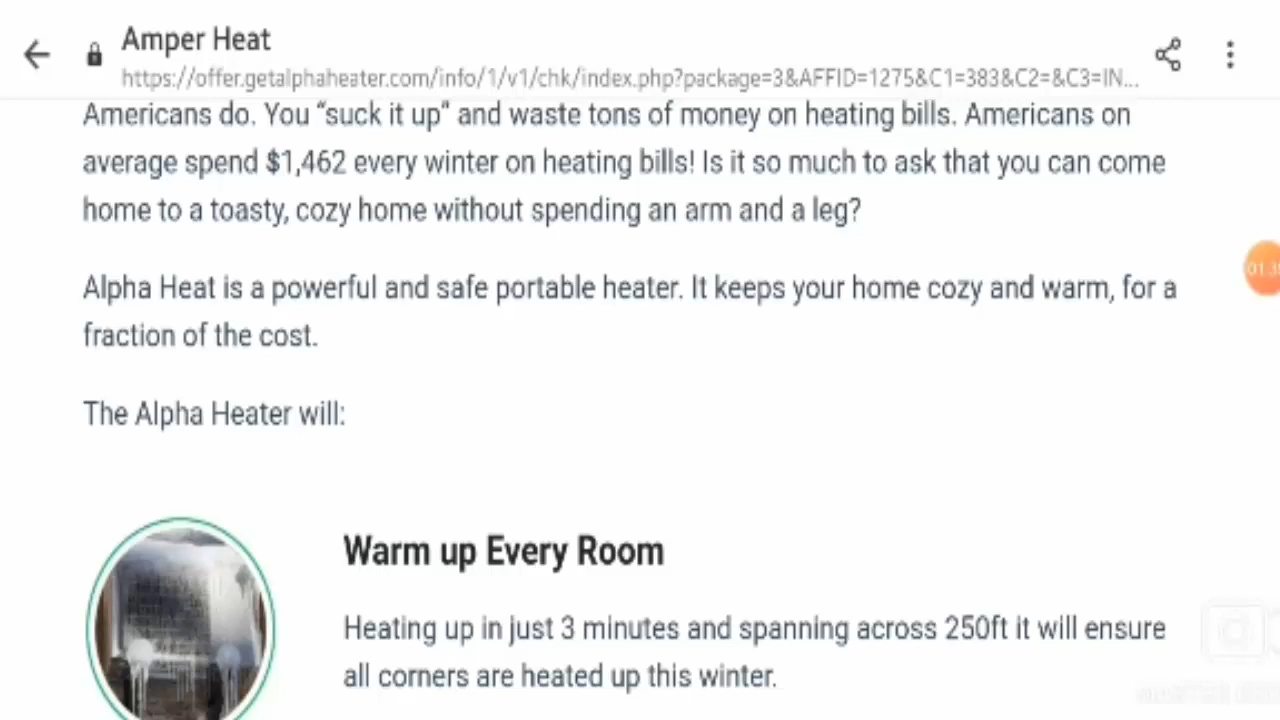 Amper Heat
https://offer.getalphaheater.com/info/1/v1/chk/index.php?package=3&AFFID=1275&C1=383&C2=&C3=IN...
Americans do. You “suck it up” and waste tons of money on heating bills. Americans on
average spend $1,462 every winter on heating bills! Is it so much to ask that you can come
home to a toasty, cozy home without spending an arm and a leg?
Alpha Heat is a powerful and safe portable heater. It keeps your home cozy and warm, for a
fraction of the cost.
The Alpha Heater will:
Warm up Every Room
Heating up in just 3 minutes and spanning across 250ft it will ensure
all corners are heated up this winter.